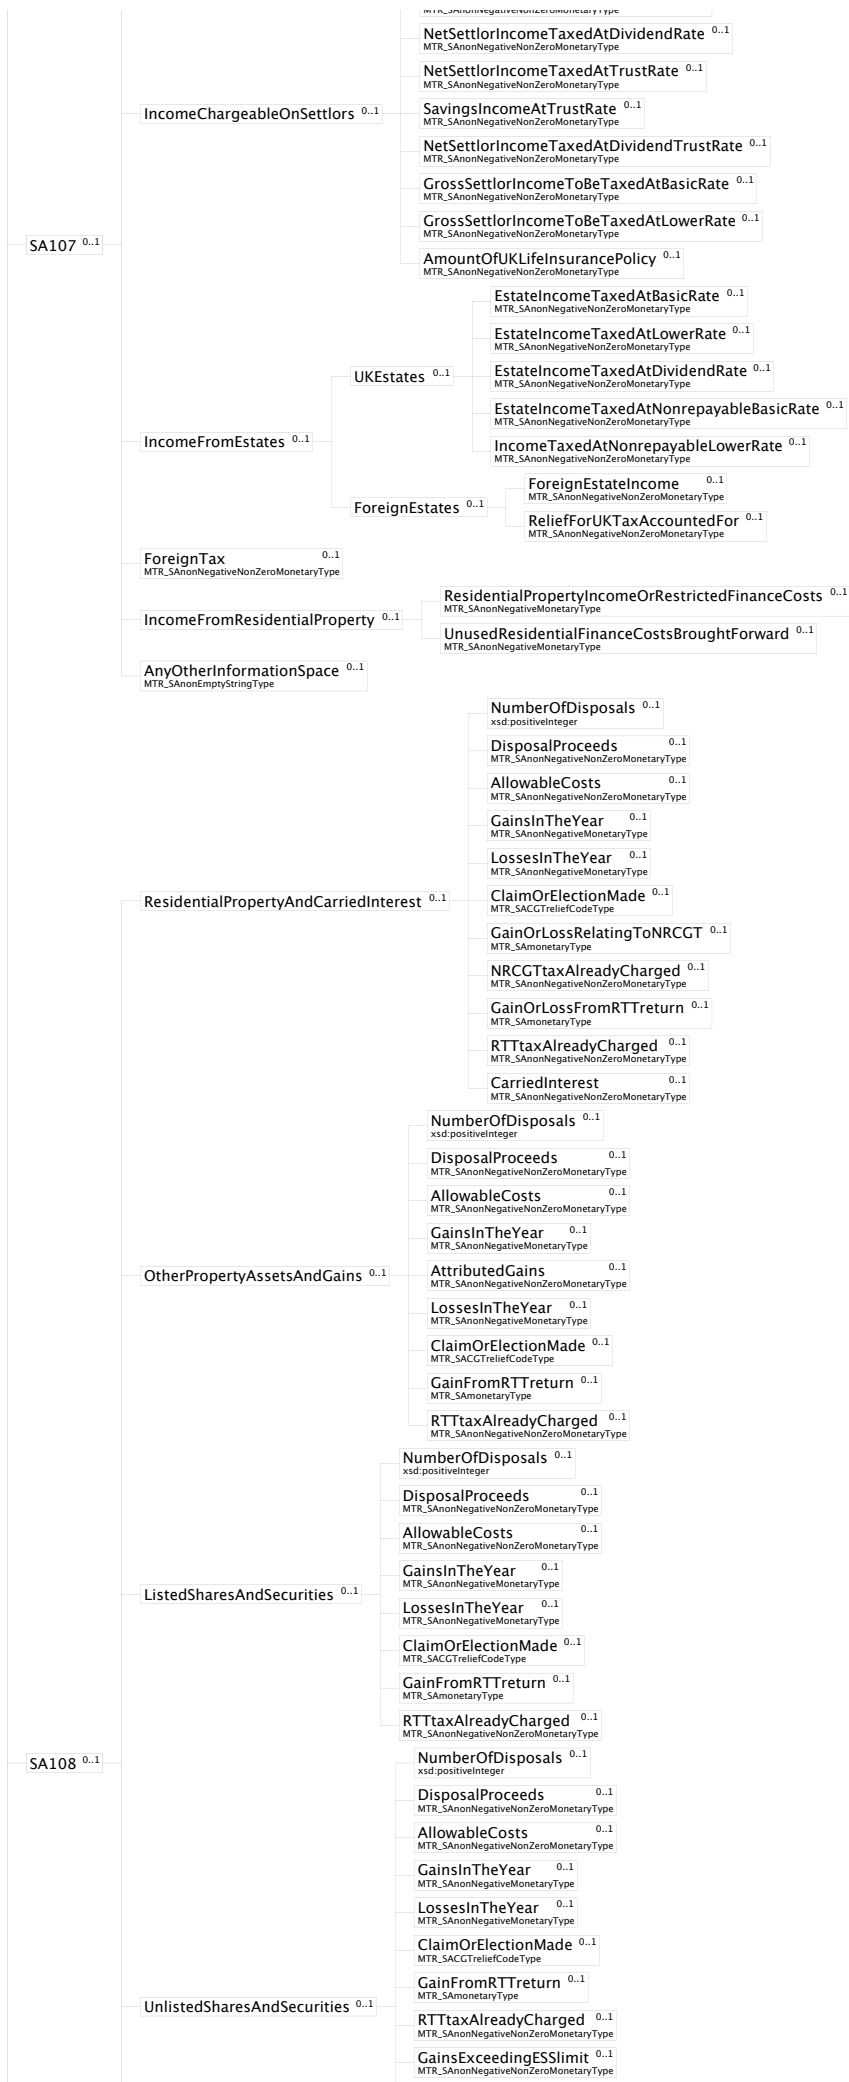 MTR_SAnonNegativeNonZeroMonetaryType
NetSettlorIncomeTaxedAtDividendRate 0..1
MTR_SAnonNegativeNonZeroMonetaryType
NetSettlorIncomeTaxedAtTrustRate 0..1
MTR_SAnonNegativeNonZeroMonetaryType
IncomeChargeableOnSettlors 0..1
SavingsIncomeAtTrustRate 0..1
MTR_SAnonNegativeNonZeroMonetaryType
NetSettlorIncomeTaxedAtDividendTrustRate 0..1
MTR_SAnonNegativeNonZeroMonetaryType
GrossSettlorIncomeToBeTaxedAtBasicRate 0..1
MTR_SAnonNegativeNonZeroMonetaryType
GrossSettlorIncomeToBeTaxedAtLowerRate 0..1
MTR_SAnonNegativeNonZeroMonetaryType
SA107 0..1
AmountOfUKLifeInsurancePolicy 0..1
MTR_SAnonNegativeNonZeroMonetaryType
EstateIncomeTaxedAtBasicRate 0..1
MTR_SAnonNegativeNonZeroMonetaryType
EstateIncomeTaxedAtLowerRate 0..1
MTR_SAnonNegativeNonZeroMonetaryType
UKEstates 0..1
EstateIncomeTaxedAtDividendRate 0..1
MTR_SAnonNegativeNonZeroMonetaryType
EstateIncomeTaxedAtNonrepayableBasicRate 0..1
MTR_SAnonNegativeNonZeroMonetaryType
IncomeFromEstates 0..1
IncomeTaxedAtNonrepayableLowerRate 0..1
MTR_SAnonNegativeNonZeroMonetaryType
ForeignEstateIncome 0..1
MTR_SAnonNegativeNonZeroMonetaryType
ForeignEstates 0..1
ReliefForUKTaxAccountedFor 0..1
MTR_SAnonNegativeNonZeroMonetaryType
ForeignTax 0..1
MTR_SAnonNegativeNonZeroMonetaryType
ResidentialPropertyIncomeOrRestrictedFinanceCosts 0..1
MTR_SAnonNegativeMonetaryType
IncomeFromResidentialProperty 0..1
UnusedResidentialFinanceCostsBroughtForward 0..1
MTR_SAnonNegativeMonetaryType
AnyOtherInformationSpace 0..1
MTR_SAnonEmptyStringType
NumberOfDisposals 0..1
xsd:positiveInteger
DisposalProceeds 0..1
MTR_SAnonNegativeNonZeroMonetaryType
AllowableCosts 0..1
MTR_SAnonNegativeNonZeroMonetaryType
GainsInTheYear 0..1
MTR_SAnonNegativeMonetaryType
LossesInTheYear 0..1
MTR_SAnonNegativeMonetaryType
ResidentialPropertyAndCarriedInterest 0..1
ClaimOrElectionMade 0..1
MTR_SACGTreliefCodeType
GainOrLossRelatingToNRCGT 0..1
MTR_SAmonetaryType
NRCGTtaxAlreadyCharged 0..1
MTR_SAnonNegativeNonZeroMonetaryType
GainOrLossFromRTTreturn 0..1
MTR_SAmonetaryType
RTTtaxAlreadyCharged 0..1
MTR_SAnonNegativeNonZeroMonetaryType
CarriedInterest 0..1
MTR_SAnonNegativeNonZeroMonetaryType
NumberOfDisposals 0..1
xsd:positiveInteger
DisposalProceeds 0..1
MTR_SAnonNegativeNonZeroMonetaryType
AllowableCosts 0..1
MTR_SAnonNegativeNonZeroMonetaryType
GainsInTheYear 0..1
MTR_SAnonNegativeMonetaryType
OtherPropertyAssetsAndGains 0..1
AttributedGains 0..1
MTR_SAnonNegativeNonZeroMonetaryType
LossesInTheYear 0..1
MTR_SAnonNegativeMonetaryType
ClaimOrElectionMade 0..1
MTR_SACGTreliefCodeType
GainFromRTTreturn 0..1
MTR_SAmonetaryType
RTTtaxAlreadyCharged 0..1
MTR_SAnonNegativeNonZeroMonetaryType
NumberOfDisposals 0..1
xsd:positiveInteger
DisposalProceeds 0..1
MTR_SAnonNegativeNonZeroMonetaryType
AllowableCosts 0..1
MTR_SAnonNegativeNonZeroMonetaryType
GainsInTheYear 0..1
MTR_SAnonNegativeMonetaryType
ListedSharesAndSecurities 0..1
LossesInTheYear 0..1
MTR_SAnonNegativeMonetaryType
ClaimOrElectionMade 0..1
MTR_SACGTreliefCodeType
GainFromRTTreturn 0..1
MTR_SAmonetaryType
RTTtaxAlreadyCharged 0..1
MTR_SAnonNegativeNonZeroMonetaryType
SA108 0..1
NumberOfDisposals 0..1
xsd:positiveInteger
DisposalProceeds 0..1
MTR_SAnonNegativeNonZeroMonetaryType
AllowableCosts 0..1
MTR_SAnonNegativeNonZeroMonetaryType
GainsInTheYear 0..1
MTR_SAnonNegativeMonetaryType
LossesInTheYear 0..1
MTR_SAnonNegativeMonetaryType
ClaimOrElectionMade 0..1
MTR_SACGTreliefCodeType
GainFromRTTreturn 0..1
MTR_SAmonetaryType
UnlistedSharesAndSecurities 0..1
RTTtaxAlreadyCharged 0..1
MTR_SAnonNegativeNonZeroMonetaryType
GainsExceedingESSlimit 0..1
MTR_SAnonNegativeNonZeroMonetaryType